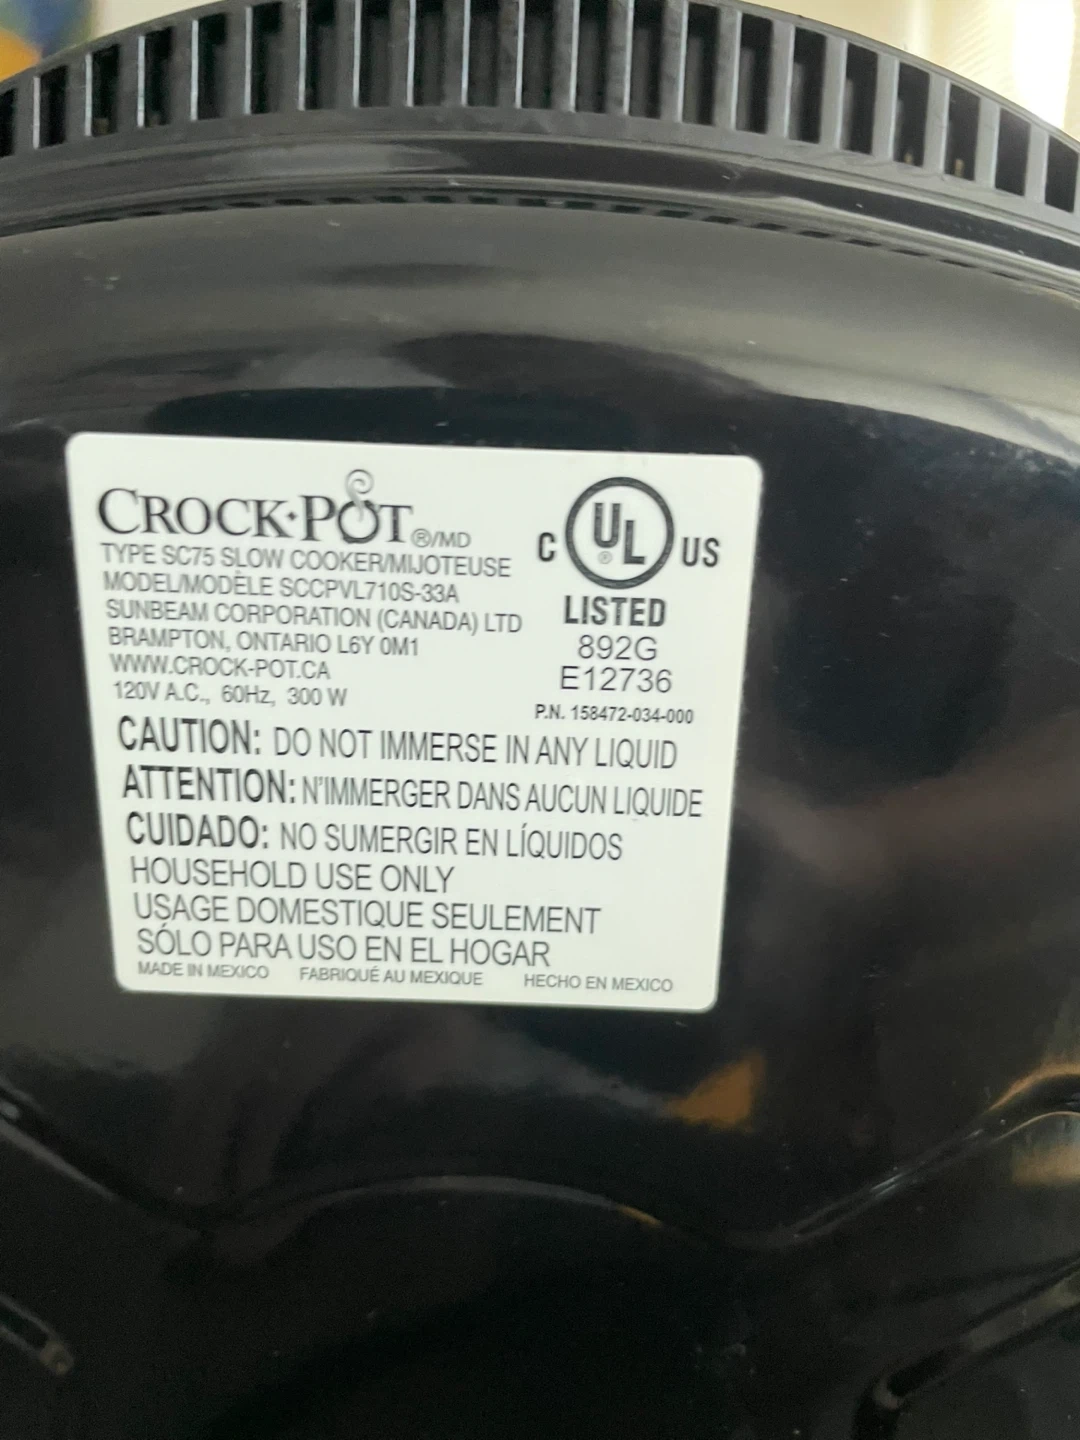 CROCK•POT®/MD
TYPE SC75 SLOW COOKER/MIJOTEUSE
MODEL/MODÈLE SCCPVL710S-33A
SUNBEAM CORPORATION (CANADA) LTD
BRAMPTON, ONTARIO L6Y 0M1
WWW.CROCK-POT.CA
120V A.C., 60Hz, 300 W
C UL® US
LISTED
892G
E12736
P.N. 158472-034-000
CAUTION: DO NOT IMMERSE IN ANY LIQUID
ATTENTION: N'IMMERGER DANS AUCUN LIQUIDE
CUIDADO: NO SUMERGIR EN LÍQUIDOS
HOUSEHOLD USE ONLY
USAGE DOMESTIQUE SEULEMENT
SÓLO PARA USO EN EL HOGAR
MADE IN MEXICO FABRIQUÉ AU MEXIQUE HECHO EN MEXICO